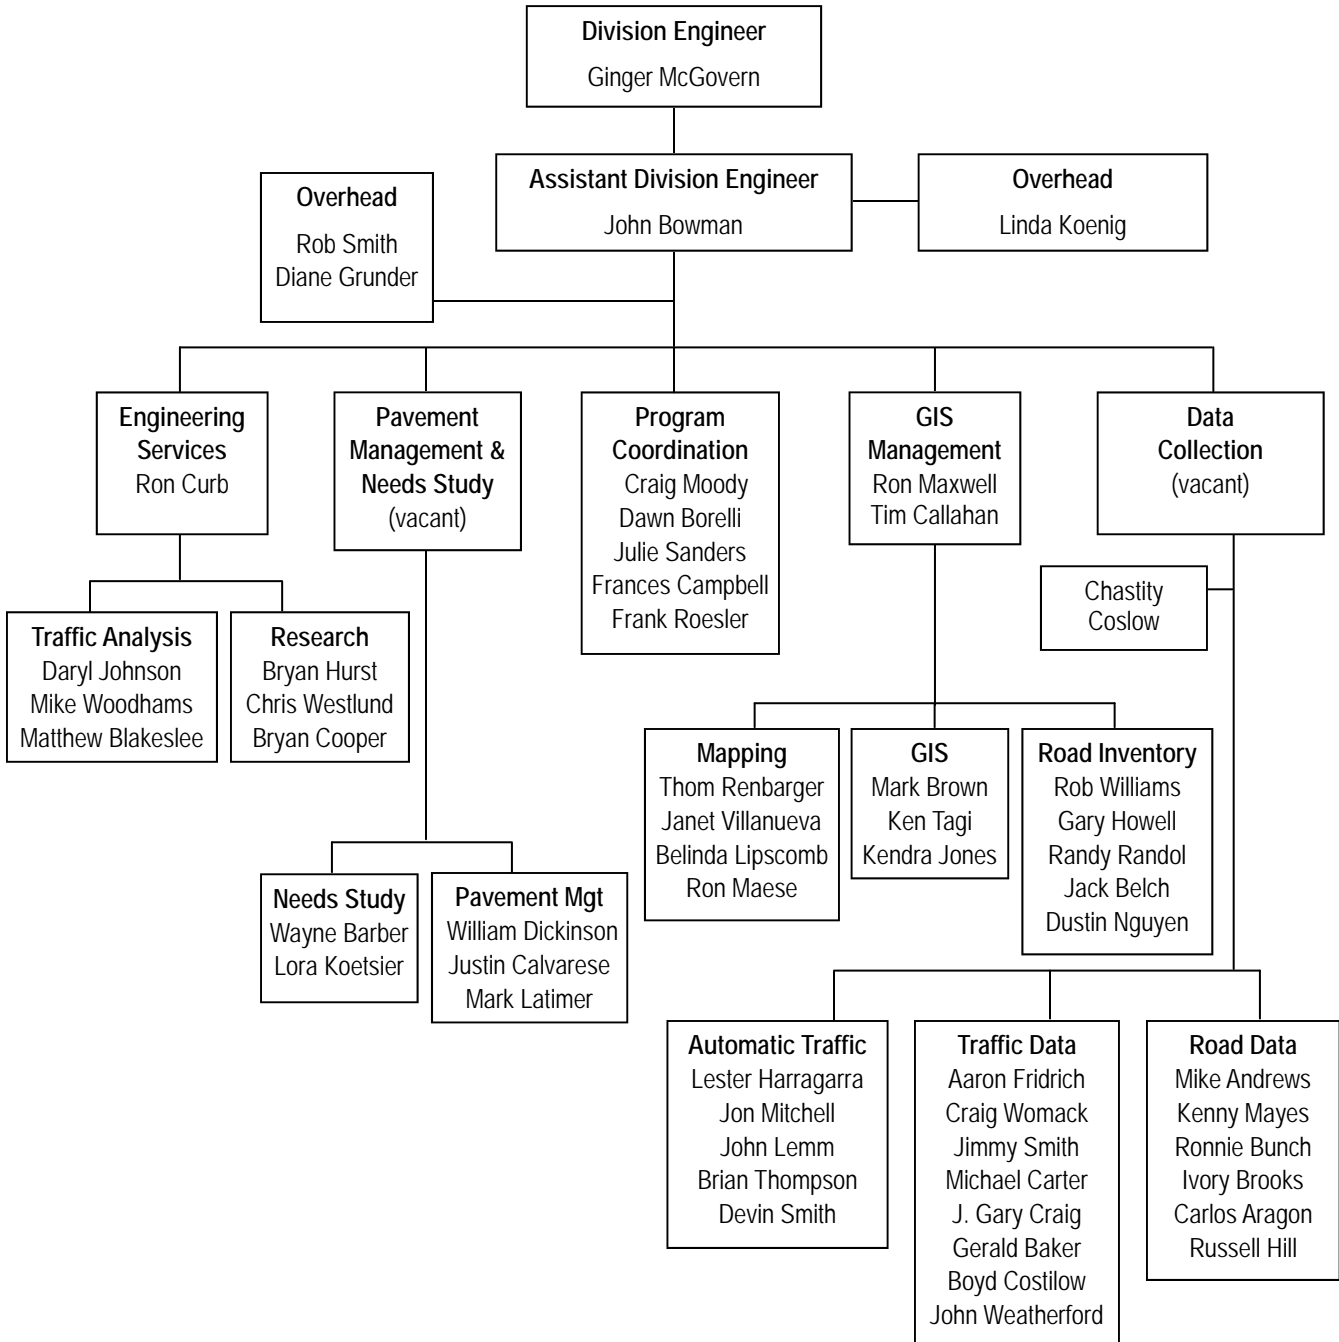 Division Engineer
Ginger McGovern
Assistant Division Engineer
John Bowman
Overhead
Linda Koenig
Overhead
Rob Smith
Diane Grunder
Engineering
Services
Ron Curb
Pavement
Management &
Needs Study
(vacant)
Program
Coordination
Craig Moody
Dawn Borelli
Julie Sanders
Frances Campbell
Frank Roesler
GIS
Management
Ron Maxwell
Tim Callahan
Data
Collection
(vacant)
Chastity
Coslow
Traffic Analysis
Daryl Johnson
Mike Woodhams
Matthew Blakeslee
Research
Bryan Hurst
Chris Westlund
Bryan Cooper
Mapping
Thom Renbarger
Janet Villanueva
Belinda Lipscomb
Ron Maese
GIS
Mark Brown
Ken Tagi
Kendra Jones
Road Inventory
Rob Williams
Gary Howell
Randy Randol
Jack Belch
Dustin Nguyen
Needs Study
Wayne Barber
Lora Koetsier
Pavement Mgt
William Dickinson
Justin Calvarese
Mark Latimer
Automatic Traffic
Lester Harragarra
Jon Mitchell
John Lemm
Brian Thompson
Devin Smith
Traffic Data
Aaron Fridrich
Craig Womack
Jimmy Smith
Michael Carter
J. Gary Craig
Gerald Baker
Boyd Costilow
John Weatherford
Road Data
Mike Andrews
Kenny Mayes
Ronnie Bunch
Ivory Brooks
Carlos Aragon
Russell Hill